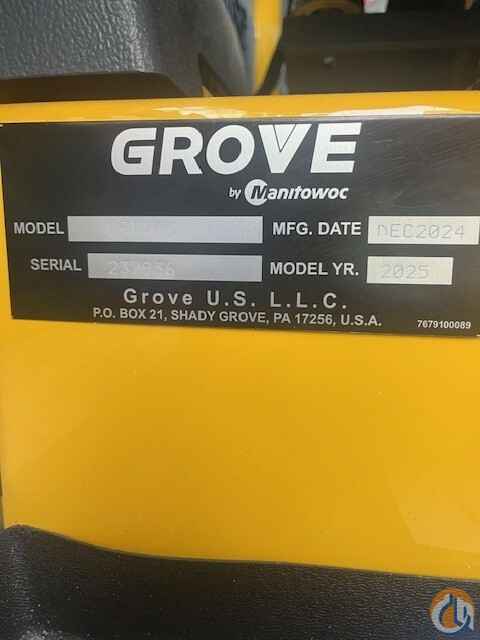 GROVE
by Manitowoc
MODEL MFG. DATE DEC2024
SERIAL MODEL YR. 2025
Grove U.S. L.L.C.
P.O. BOX 21, SHADY GROVE, PA 17256, U.S.A. 7679100089